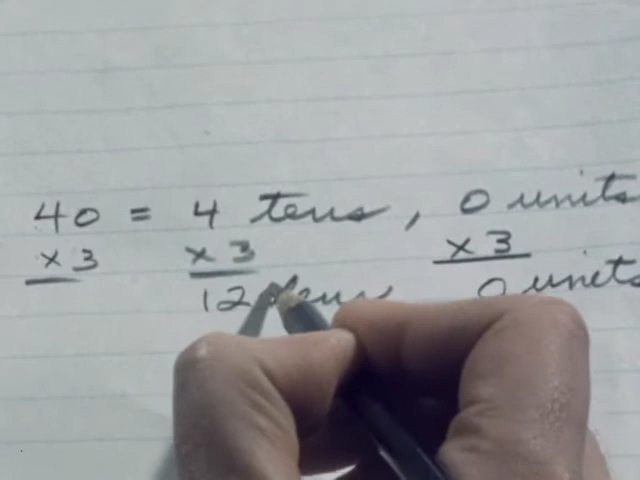 40 = 4 tens, 0 units
x 3 x 3 x 3
12 tens 0 units